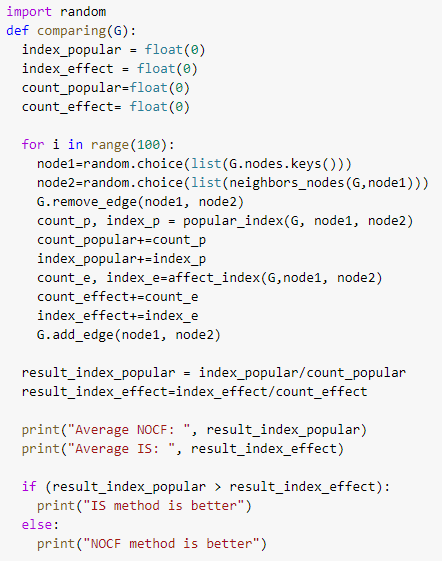 import random
def comparing(G):
  index_popular = float(0)
  index_effect = float(0)
  count_popular=float(0)
  count_effect= float(0)

  for i in range(100):
    node1=random.choice(list(G.nodes.keys()))
    node2=random.choice(list(neighbors_nodes(G,node1)))
    G.remove_edge(node1, node2)
    count_p, index_p = popular_index(G, node1, node2)
    count_popular+=count_p
    index_popular+=index_p
    count_e, index_e=affect_index(G,node1, node2)
    count_effect+=count_e
    index_effect+=index_e
    G.add_edge(node1, node2)

  result_index_popular = index_popular/count_popular
  result_index_effect=index_effect/count_effect

  print("Average NOCF: ", result_index_popular)
  print("Average IS: ", result_index_effect)

  if (result_index_popular > result_index_effect):
    print("IS method is better")
  else:
    print("NOCF method is better")